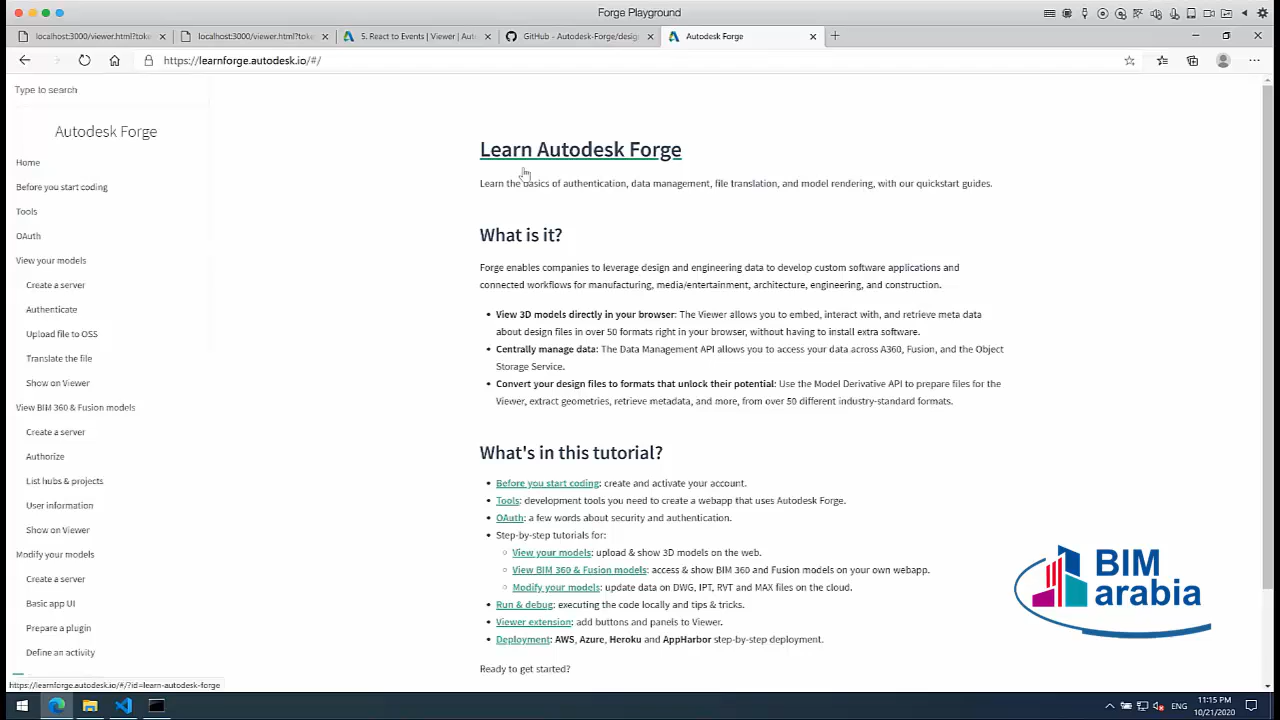 Forge Playground
localhost:3000/viewer.html?toke
localhost:3000/viewer.html?toke
5. React to Events | Viewer | Aut
GitHub - Autodesk-Forge/desig
Autodesk Forge
https://learnforge.autodesk.io/#/
Type to search
Autodesk Forge
Home
Before you start coding
Tools
OAuth
View your models
Create a server
Authenticate
Upload file to OSS
Translate the file
Show on Viewer
View BIM 360 & Fusion models
Create a server
Authorize
List hubs & projects
User information
Show on Viewer
Modify your models
Create a server
Basic app UI
Prepare a plugin
Define an activity
Learn Autodesk Forge
Learn the basics of authentication, data management, file translation, and model rendering, with our quickstart guides.
What is it?
Forge enables companies to leverage design and engineering data to develop custom software applications and
connected workflows for manufacturing, media/entertainment, architecture, engineering, and construction.
• View 3D models directly in your browser: The Viewer allows you to embed, interact with, and retrieve meta data
about design files in over 50 formats right in your browser, without having to install extra software.
• Centrally manage data: The Data Management API allows you to access your data across A360, Fusion, and the Object
Storage Service.
• Convert your design files to formats that unlock their potential: Use the Model Derivative API to prepare files for the
Viewer, extract geometries, retrieve metadata, and more, from over 50 different industry-standard formats.
What's in this tutorial?
• Before you start coding: create and activate your account.
• Tools: development tools you need to create a webapp that uses Autodesk Forge.
• OAuth: a few words about security and authentication.
• Step-by-step tutorials for:
○ View your models: upload & show 3D models on the web.
○ View BIM 360 & Fusion models: access & show BIM 360 and Fusion models on your own webapp.
○ Modify your models: update data on DWG, IPT, RVT and MAX files on the cloud.
• Run & debug: executing the code locally and tips & tricks.
• Viewer extension: add buttons and panels to Viewer.
• Deployment: AWS, Azure, Heroku and AppHarbor step-by-step deployment.
Ready to get started?
BIM
arabia
https://learnforge.autodesk.io/#/?id=learn-autodesk-forge
ENG
11:15 PM
10/21/2020